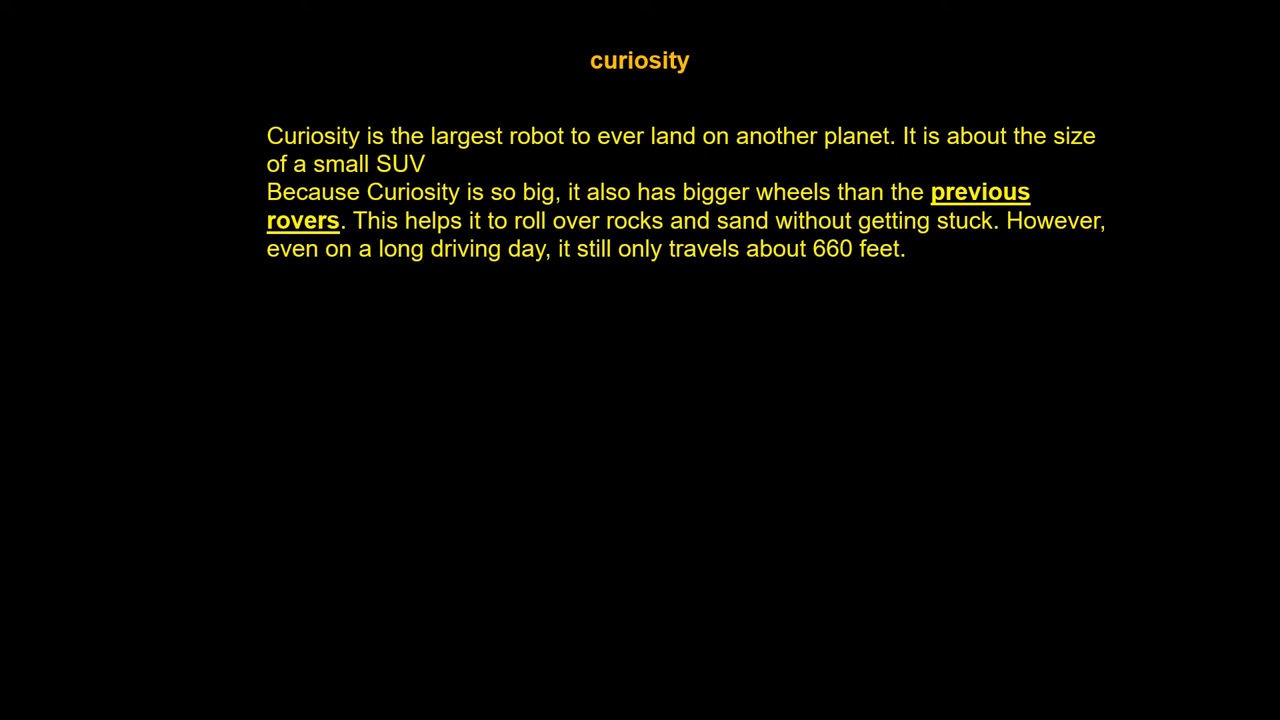 curiosity
Curiosity is the largest robot to ever land on another planet. It is about the size
of a small SUV
Because Curiosity is so big, it also has bigger wheels than the previous
rovers. This helps it to roll over rocks and sand without getting stuck. However,
even on a long driving day, it still only travels about 660 feet.